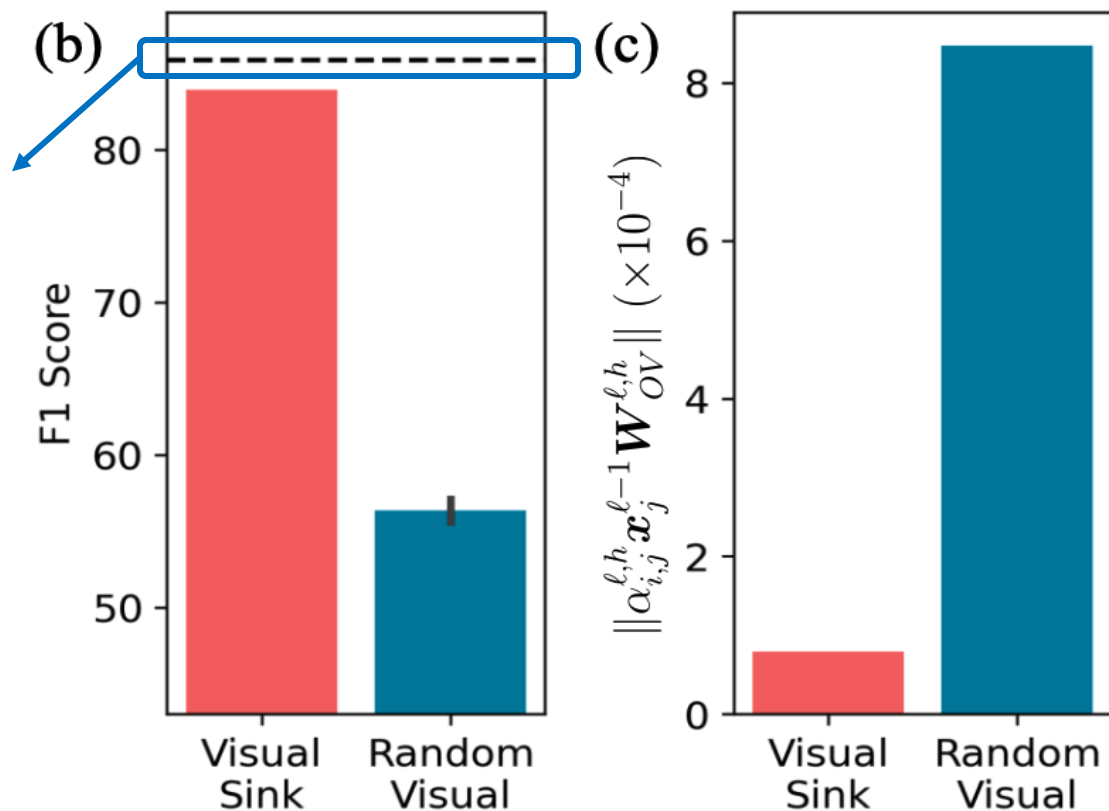 (b)
80
70
60
50
F1 Score
Visual
Sink
Random
Visual
(c)
8
6
4
2
0
‖α_{i,j}^{ℓ,h} x_j^{ℓ−1} W_{OV}^{ℓ,h}‖ (×10^{−4})
Visual
Sink
Random
Visual